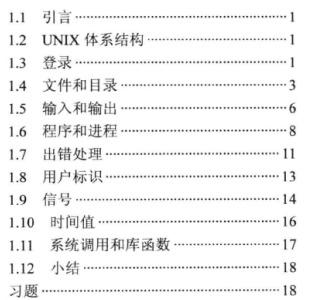 1.1 引言……1
1.2 UNIX 体系结构……1
1.3 登录……1
1.4 文件和目录……3
1.5 输入和输出……6
1.6 程序和进程……8
1.7 出错处理……11
1.8 用户标识……13
1.9 信号……14
1.10 时间值……16
1.11 系统调用和库函数……17
1.12 小结……18
习题……18